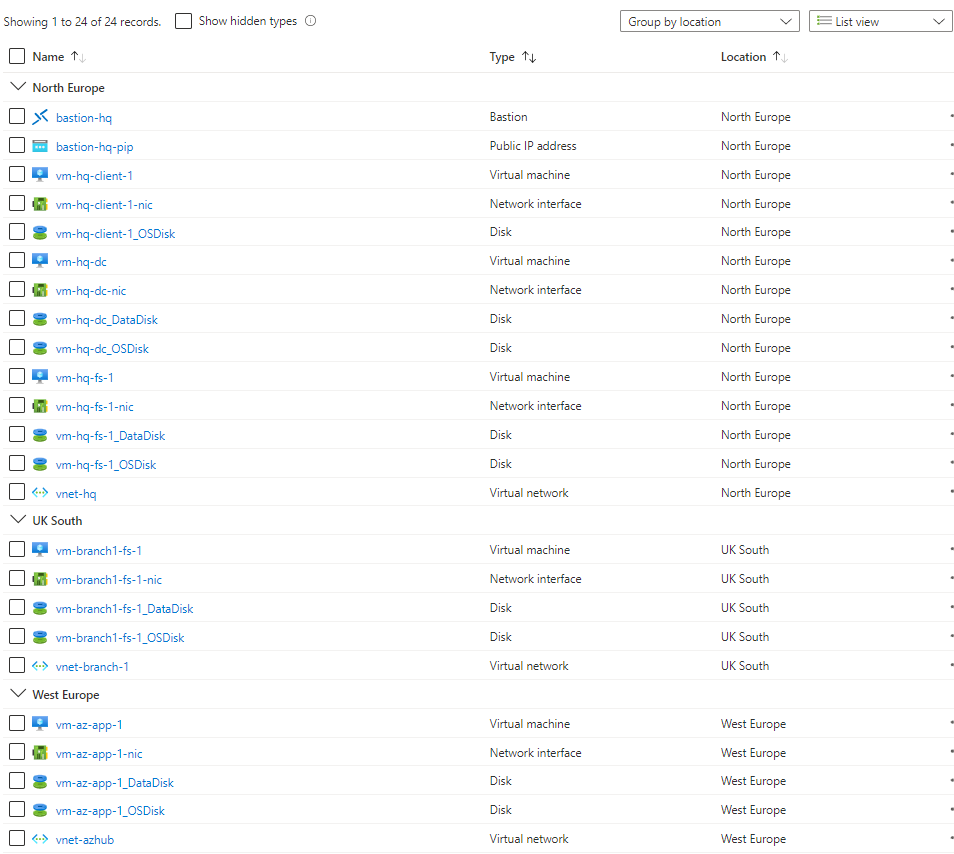 Showing 1 to 24 of 24 records. Show hidden types Group by location List view
Name Type Location
North Europe
bastion-hq Bastion North Europe
bastion-hq-pip Public IP address North Europe
vm-hq-client-1 Virtual machine North Europe
vm-hq-client-1-nic Network interface North Europe
vm-hq-client-1_OSDisk Disk North Europe
vm-hq-dc Virtual machine North Europe
vm-hq-dc-nic Network interface North Europe
vm-hq-dc_DataDisk Disk North Europe
vm-hq-dc_OSDisk Disk North Europe
vm-hq-fs-1 Virtual machine North Europe
vm-hq-fs-1-nic Network interface North Europe
vm-hq-fs-1_DataDisk Disk North Europe
vm-hq-fs-1_OSDisk Disk North Europe
vnet-hq Virtual network North Europe
UK South
vm-branch1-fs-1 Virtual machine UK South
vm-branch1-fs-1-nic Network interface UK South
vm-branch1-fs-1_DataDisk Disk UK South
vm-branch1-fs-1_OSDisk Disk UK South
vnet-branch-1 Virtual network UK South
West Europe
vm-az-app-1 Virtual machine West Europe
vm-az-app-1-nic Network interface West Europe
vm-az-app-1_DataDisk Disk West Europe
vm-az-app-1_OSDisk Disk West Europe
vnet-azhub Virtual network West Europe